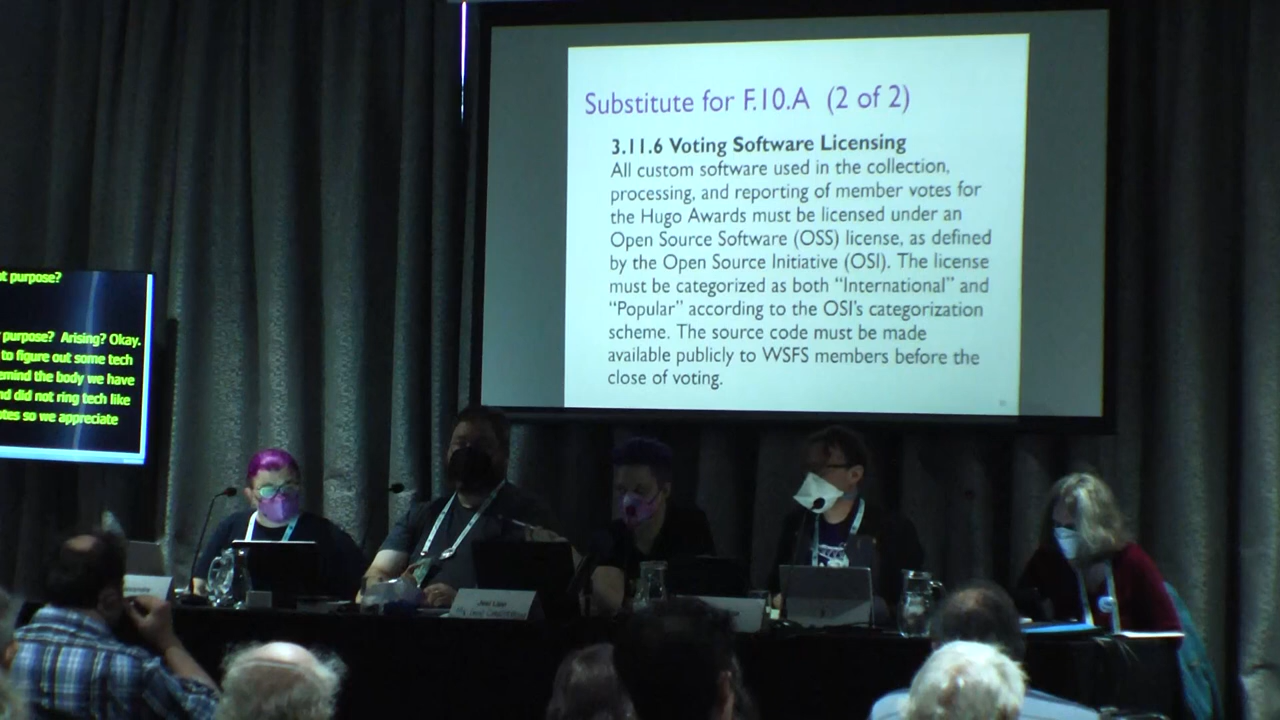 Substitute for F.10.A (2 of 2)
3.11.6 Voting Software Licensing
All custom software used in the collection,
processing, and reporting of member votes for
the Hugo Awards must be licensed under an
Open Source Software (OSS) license, as defined
by the Open Source Initiative (OSI). The license
must be categorized as both “International” and
“Popular” according to the OSI’s categorization
scheme. The source code must be made
available publicly to WSFS members before the
close of voting.
t purpose?
purpose? Arising? Okay.
to figure out some tech
emind the body we have
nd did not ring tech like
otes so we appreciate